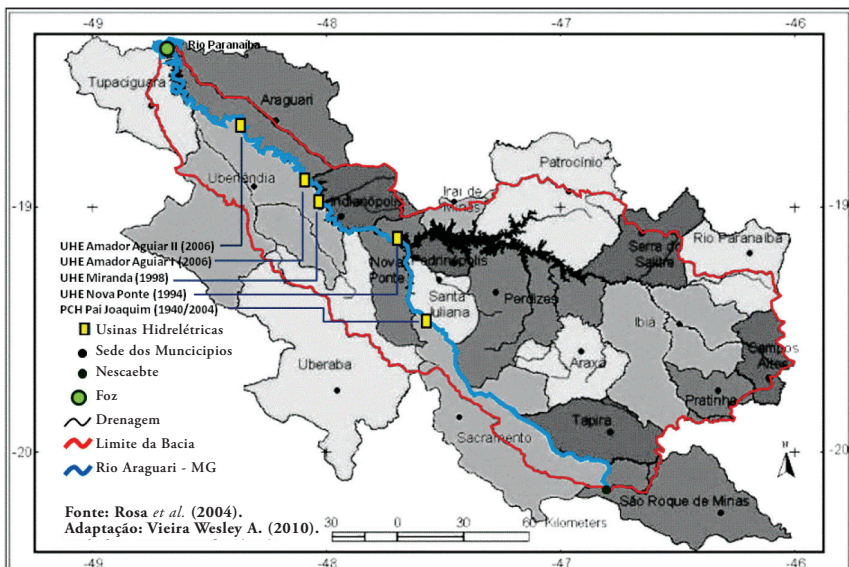 -49
-48
-47
-46
Rio Paranaíba
Tupaciguara
Araguari
Patrocínio
Uberlândia
Irai de
Minas
-19
-19
Indianópolis
Rio Paranaíba
Serra do
Salitre
UHE Amador Aguiar II (2006)
UHE Amador Aguiar I (2006)
UHE Miranda (1998)
UHE Nova Ponte (1994)
PCH Pai Joaquim (1940/2004)
Nova
Ponte
Pedrinópolis
Santa
Juliana
Perdizes
Ibiá
Usinas Hidrelétricas
Sede dos Muncicipios
Nescaebte
Foz
Drenagem
Limite da Bacia
Rio Araguari - MG
Uberaba
Araxá
Campos
Altos
Pratinha
Sacramento
Tapira
-20
-20
São Roque de Minas
N
Fonte: Rosa et al. (2004).
Adaptação: Vieira Wesley A. (2010).
30 0 30 60 Kilometers
-49
-48
-47
-46